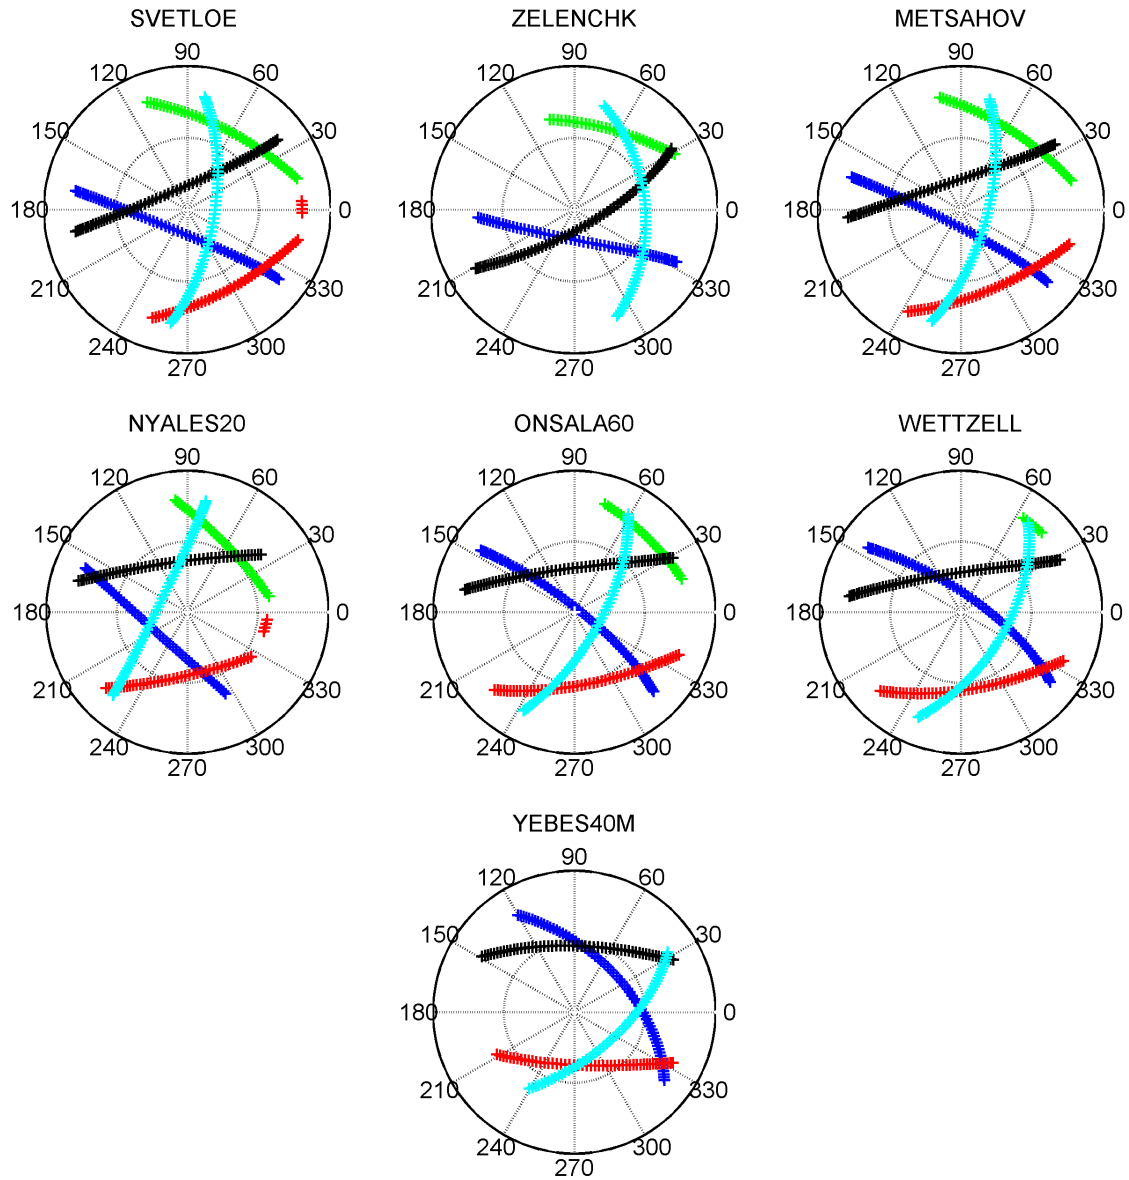 SVETLOE ZELENCHK METSAHOV
90 90 90
120 60 120 60 120 60
150 30 150 30 150 30
180 0 180 0 180 0
210 330 210 330 210 330
240 300 240 300 240 300
270 270 270
NYALES20 ONSALA60 WETTZELL
90 90 90
120 60 120 60 120 60
150 30 150 30 150 30
180 0 180 0 180 0
210 330 210 330 210 330
240 300 240 300 240 300
270 270 270
YEBES40M
90
120 60
150 30
180 0
210 330
240 300
270